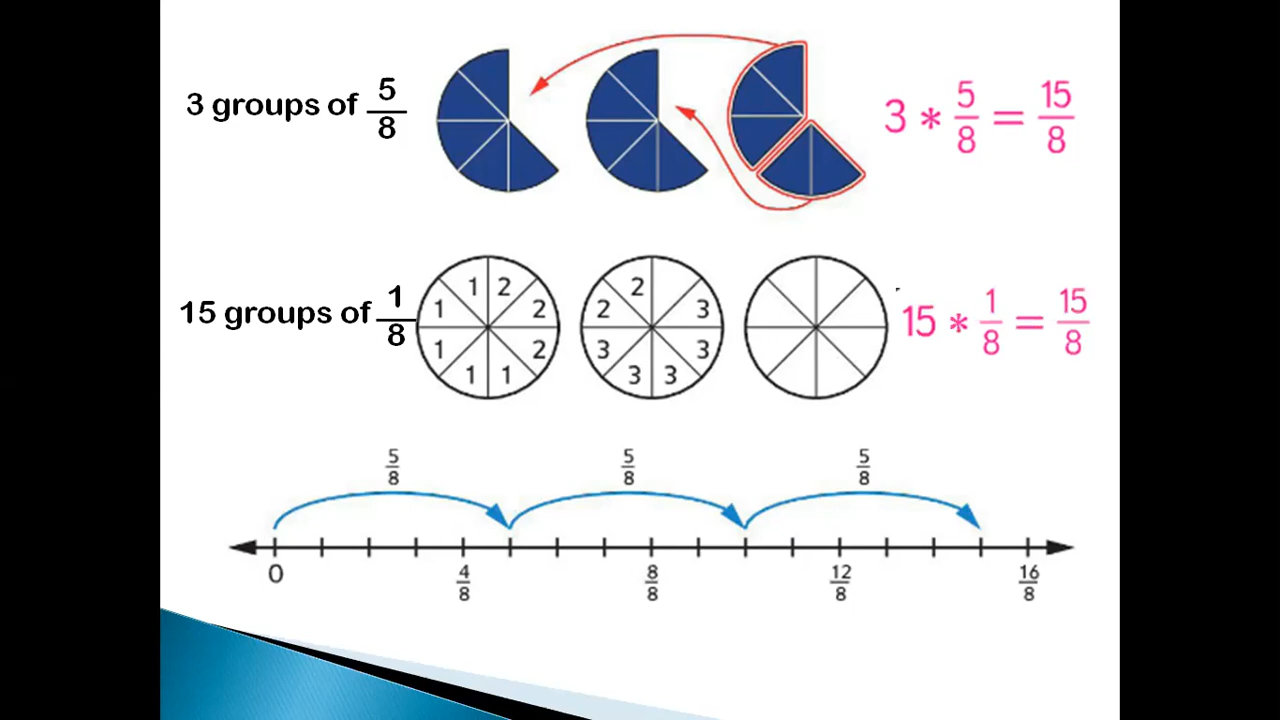 3 groups of 5/8
3 * 5/8 = 15/8
15 groups of 1/8
1 2
1 2
1 2
1 1
2
2 3
3 3
3 3
15 * 1/8 = 15/8
5/8 5/8 5/8
0 4/8 8/8 12/8 16/8